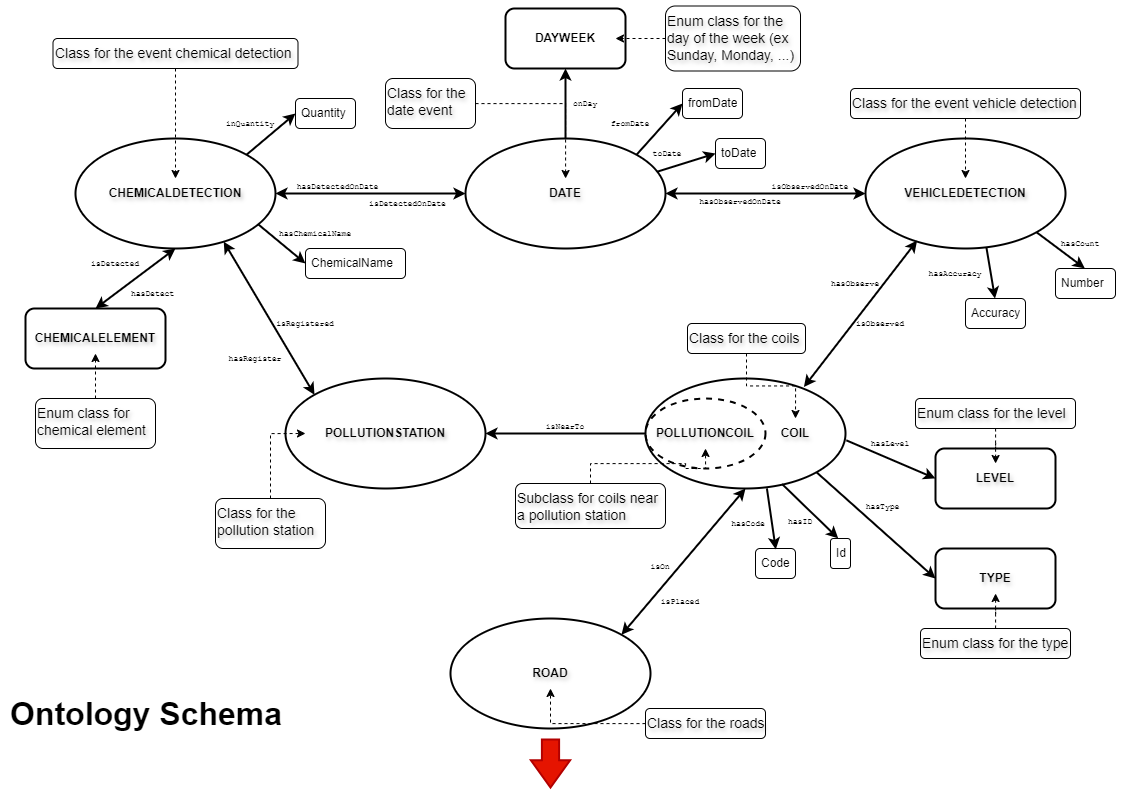 DAYWEEK
Enum class for the
day of the week (ex
Sunday, Monday, ...)
Class for the event chemical detection
Class for the
date event
onDay
fromDate
Class for the event vehicle detection
Quantity
inQuantity
fromDate
toDate
toDate
CHEMICALDETECTION
hasDetectedOnDate
isDetectedOnDate
DATE
isObservedOnDate
hasObservedOnDate
VEHICLEDETECTION
hasChemicalName
ChemicalName
isDetected
hasDetect
hasCount
Number
hasAccuracy
Accuracy
hasObserve
isObserved
CHEMICALELEMENT
isRegistered
hasRegister
Class for the coils
Enum class for
chemical element
POLLUTIONSTATION
isNearTo
POLLUTIONCOIL
COIL
Enum class for the level
hasLevel
LEVEL
Class for the
pollution station
Subclass for coils near
a pollution station
hasCode
hasID
hasType
Code
Id
TYPE
isOn
isPlaced
Enum class for the type
ROAD
Class for the roads
Ontology Schema